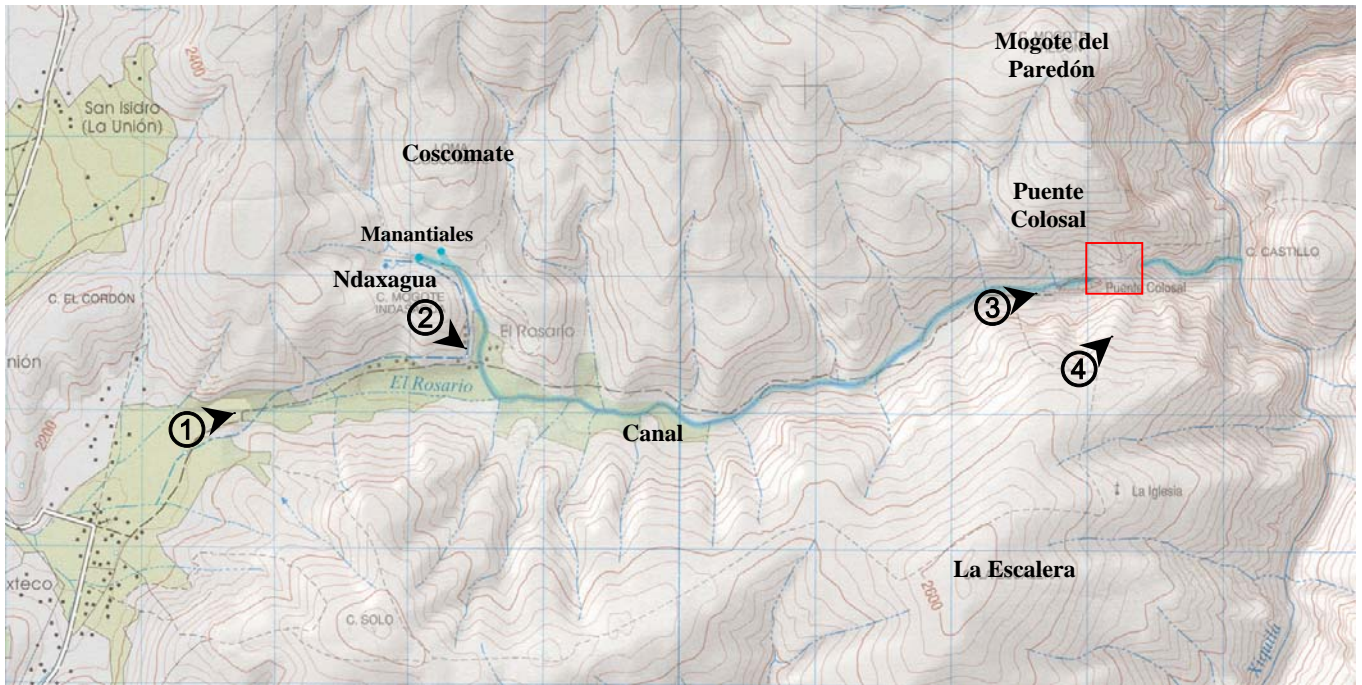 Mogote del
Paredón
2400
San Isidro
(La Unión)
Coscomate
Puente
Colosal
Manantiales
Ndaxagua
C. CASTILLO
Puente Colosal
C. EL CORDÓN
C. MOGOTE
3
2
El Rosario
4
nión
El Rosario
1
Canal
2200
La Iglesia
xteco
La Escalera
2600
C. SOLO
Xiquila